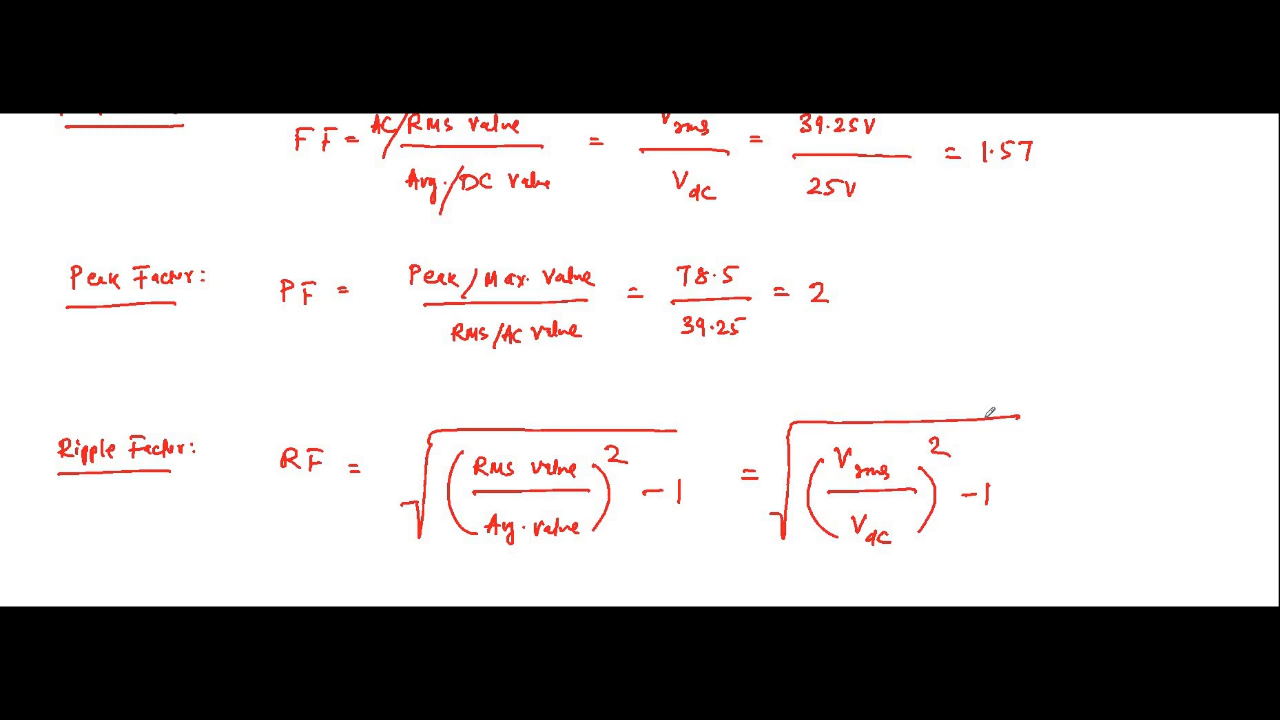 FF = AC/RMS value / Avg./DC value = Vrms / Vdc = 39.25V / 25V = 1.57
Peak Factor: PF = Peak/Max. Value / RMS/AC value = 78.5 / 39.25 = 2
Ripple Factor: RF = √((RMS value / Avg. value)² - 1) = √((Vrms / Vdc)² - 1)